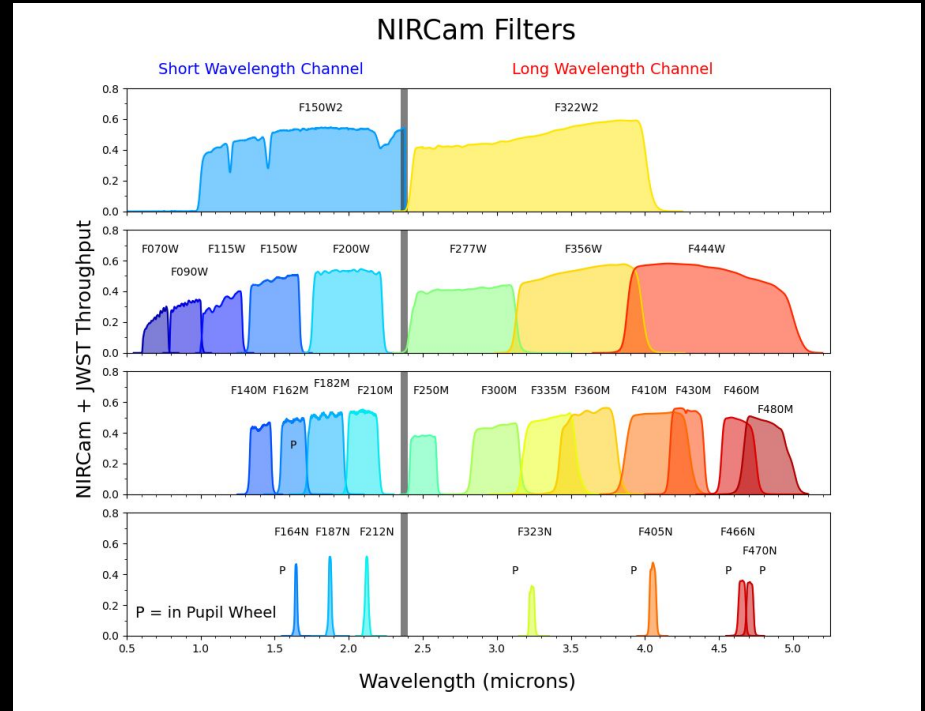 NIRCam Filters
Short Wavelength Channel
Long Wavelength Channel
NIRCam + JWST Throughput
0.8
0.6
0.4
0.2
0.0
F150W2
F322W2
0.8
0.6
0.4
0.2
0.0
F070W
F115W
F150W
F200W
F277W
F356W
F444W
F090W
0.8
0.6
0.4
0.2
0.0
F140M
F162M
F182M
F210M
F250M
F300M
F335M
F360M
F410M
F430M
F460M
F480M
P
0.8
0.6
0.4
0.2
0.0
F164N
F187N
F212N
F323N
F405N
F466N
F470N
P
P
P
P
P
P = in Pupil Wheel
0.5
1.0
1.5
2.0
2.5
3.0
3.5
4.0
4.5
5.0
Wavelength (microns)